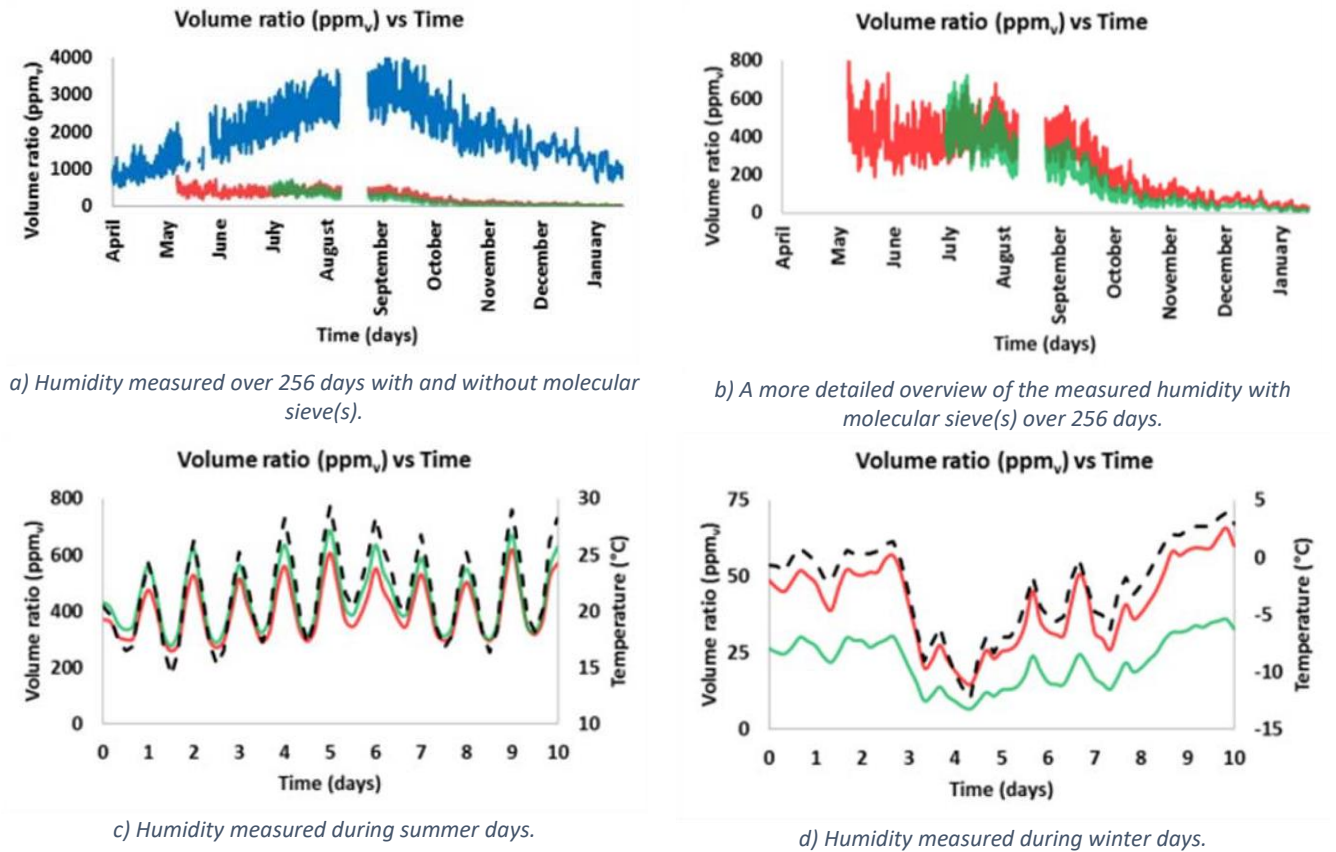 Volume ratio (ppmv) vs Time
Volume ratio (ppmv)
4000
3000
2000
1000
0
April
May
June
July
August
September
October
November
December
January
Time (days)
a) Humidity measured over 256 days with and without molecular
sieve(s).
Volume ratio (ppmv) vs Time
Volume ratio (ppmv)
800
600
400
200
0
April
May
June
July
August
September
October
November
December
January
Time (days)
b) A more detailed overview of the measured humidity with
molecular sieve(s) over 256 days.
Volume ratio (ppmv) vs Time
Volume ratio (ppmv)
800
600
400
200
0
30
25
20
15
10
Temperature (°C)
0 1 2 3 4 5 6 7 8 9 10
Time (days)
c) Humidity measured during summer days.
Volume ratio (ppmv) vs Time
Volume ratio (ppmv)
75
50
25
0
5
0
-5
-10
-15
Temperature (°C)
0 1 2 3 4 5 6 7 8 9 10
Time (days)
d) Humidity measured during winter days.